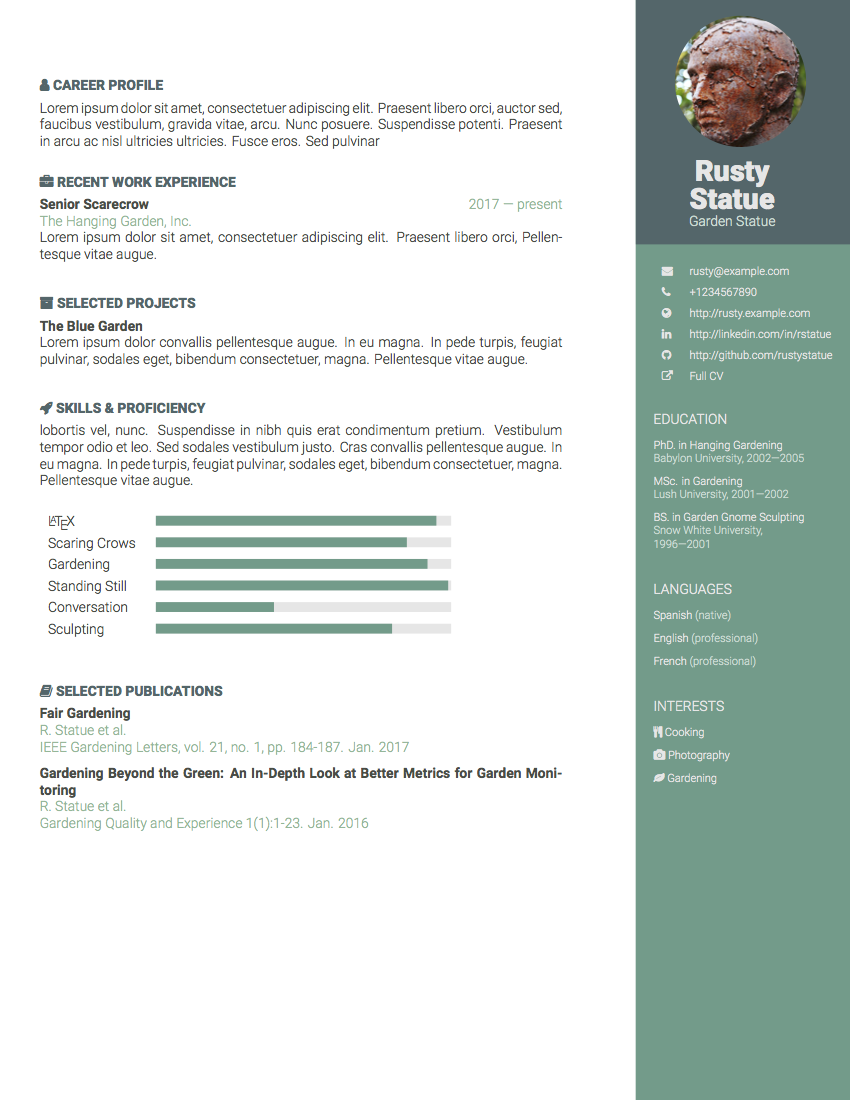 CAREER PROFILE
Lorem ipsum dolor sit amet, consectetuer adipiscing elit. Praesent libero orci, auctor sed,
faucibus vestibulum, gravida vitae, arcu. Nunc posuere. Suspendisse potenti. Praesent
in arcu ac nisl ultricies ultricies. Fusce eros. Sed pulvinar
RECENT WORK EXPERIENCE
Senior Scarecrow 2017 — present
The Hanging Garden, Inc.
Lorem ipsum dolor sit amet, consectetuer adipiscing elit. Praesent libero orci, Pellen-
tesque vitae augue.
SELECTED PROJECTS
The Blue Garden
Lorem ipsum dolor convallis pellentesque augue. In eu magna. In pede turpis, feugiat
pulvinar, sodales eget, bibendum consectetuer, magna. Pellentesque vitae augue.
SKILLS & PROFICIENCY
lobortis vel, nunc. Suspendisse in nibh quis erat condimentum pretium. Vestibulum
tempor odio et leo. Sed sodales vestibulum justo. Cras convallis pellentesque augue. In
eu magna. In pede turpis, feugiat pulvinar, sodales eget, bibendum consectetuer, magna.
Pellentesque vitae augue.
LATEX
Scaring Crows
Gardening
Standing Still
Conversation
Sculpting
SELECTED PUBLICATIONS
Fair Gardening
R. Statue et al.
IEEE Gardening Letters, vol. 21, no. 1, pp. 184-187. Jan. 2017
Gardening Beyond the Green: An In-Depth Look at Better Metrics for Garden Moni-
toring
R. Statue et al.
Gardening Quality and Experience 1(1):1-23. Jan. 2016
Rusty
Statue
Garden Statue
rusty@example.com
+1234567890
http://rusty.example.com
http://linkedin.com/in/rstatue
http://github.com/rustystatue
Full CV
EDUCATION
PhD. in Hanging Gardening
Babylon University, 2002—2005
MSc. in Gardening
Lush University, 2001—2002
BS. in Garden Gnome Sculpting
Snow White University,
1996—2001
LANGUAGES
Spanish (native)
English (professional)
French (professional)
INTERESTS
Cooking
Photography
Gardening